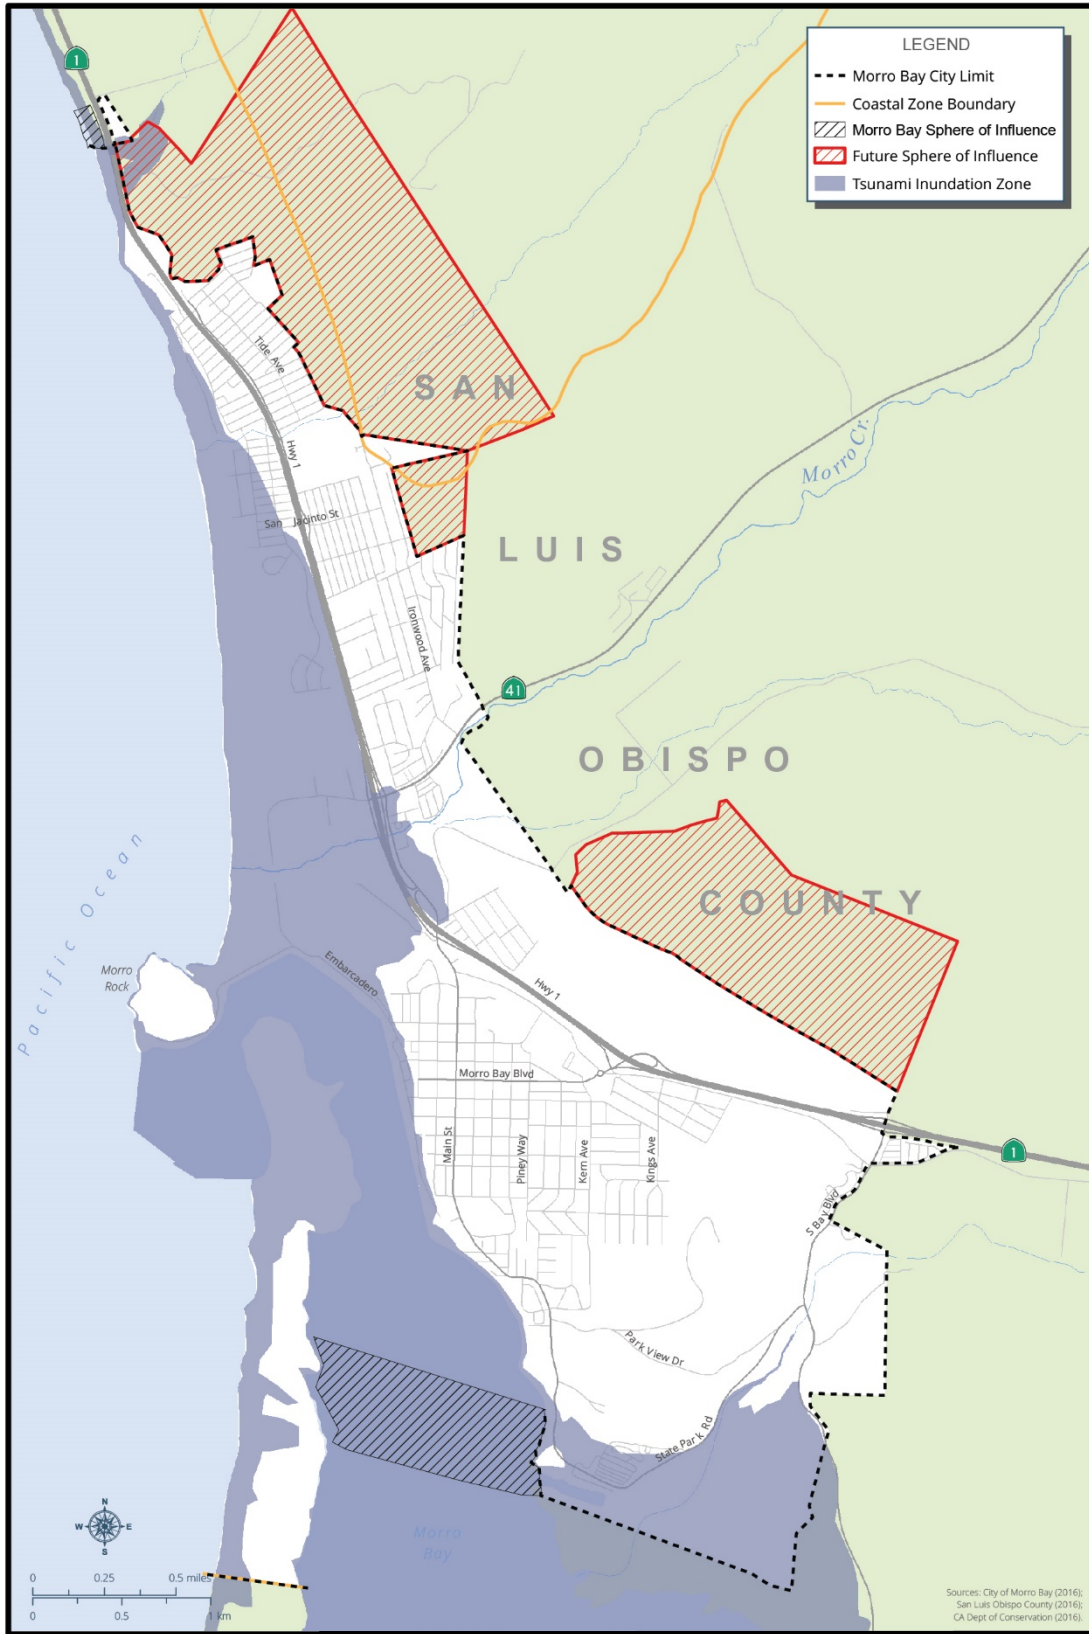 LEGEND
Morro Bay City Limit
Coastal Zone Boundary
Morro Bay Sphere of Influence
Future Sphere of Influence
Tsunami Inundation Zone
1
Tide Ave
SAN
Hwy 1
Morro Cr.
San Jacinto St
LUIS
Ironwood Ave
41
OBISPO
Pacific Ocean
COUNTY
Morro
Rock
Embarcadero
Hwy 1
Morro Bay Blvd
Main St
Piney Way
Kern Ave
Kings Ave
1
S Bay Blvd
Park View Dr
State Park Rd
Morro
Bay
N
W E
S
0 0.25 0.5 miles
0 0.5 1 km
Sources: City of Morro Bay (2016);
San Luis Obispo County (2016);
CA Dept of Conservation (2016).